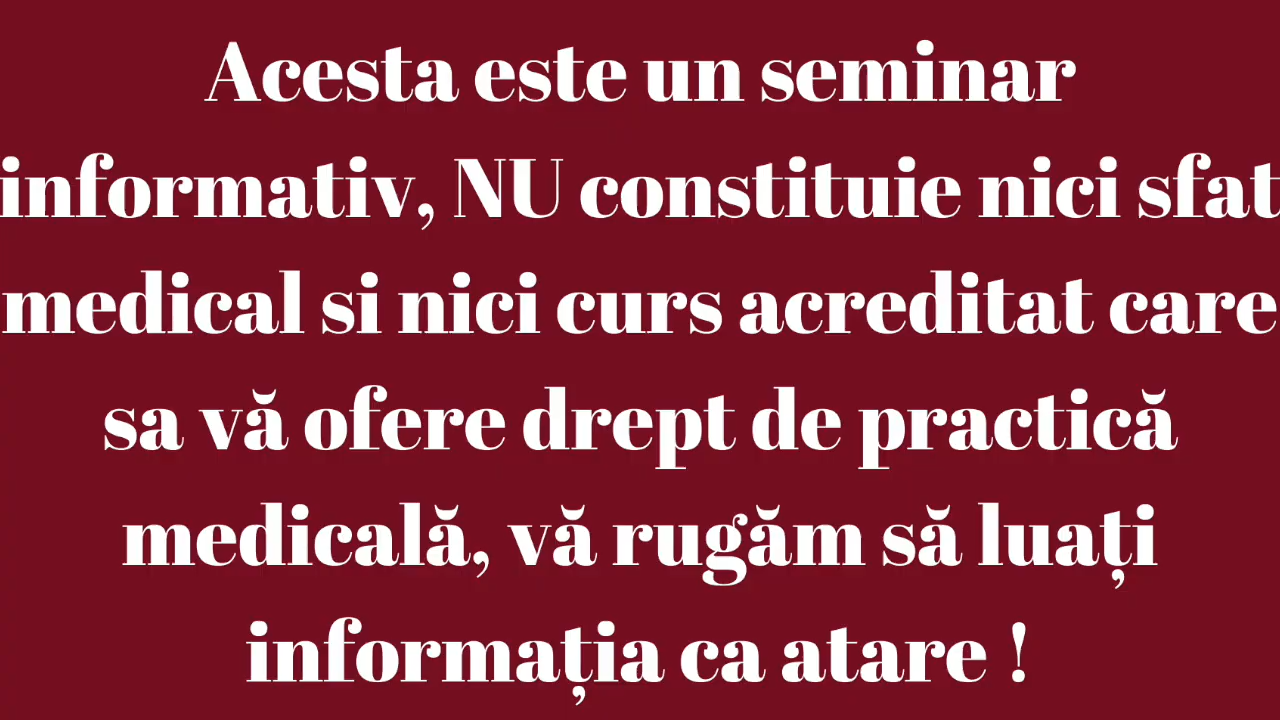 Acesta este un seminar
informativ, NU constituie nici sfat
medical si nici curs acreditat care
sa vă ofere drept de practică
medicală, vă rugăm să luați
informația ca atare !